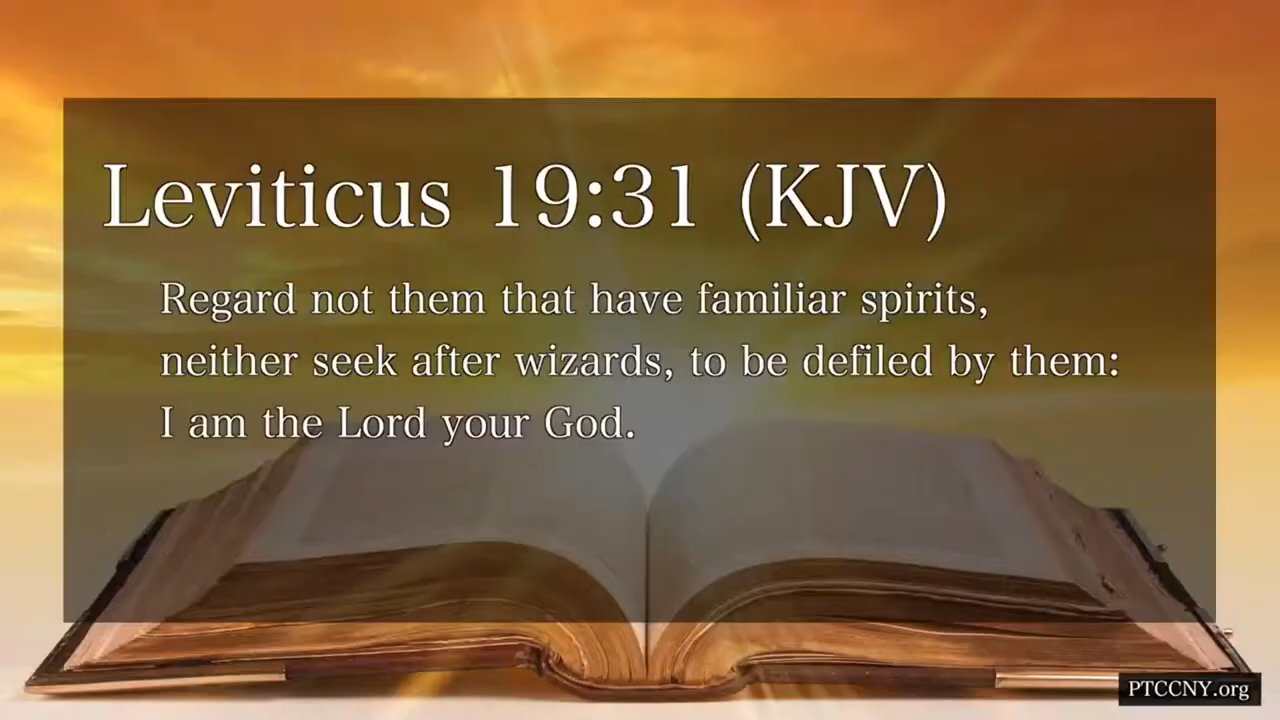 Leviticus 19:31 (KJV)
Regard not them that have familiar spirits,
neither seek after wizards, to be defiled by them:
I am the Lord your God.
PTCCNY.org